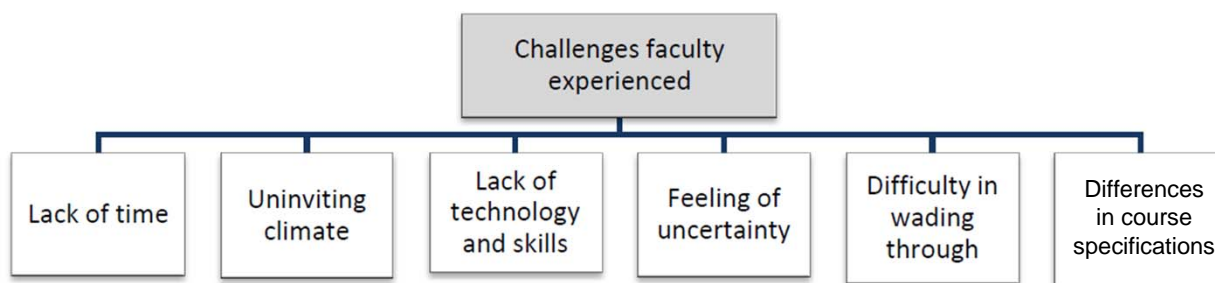 Challenges faculty
experienced
Lack of time
Uninviting
climate
Lack of
technology
and skills
Feeling of
uncertainty
Difficulty in
wading
through
Differences
in course
specifications